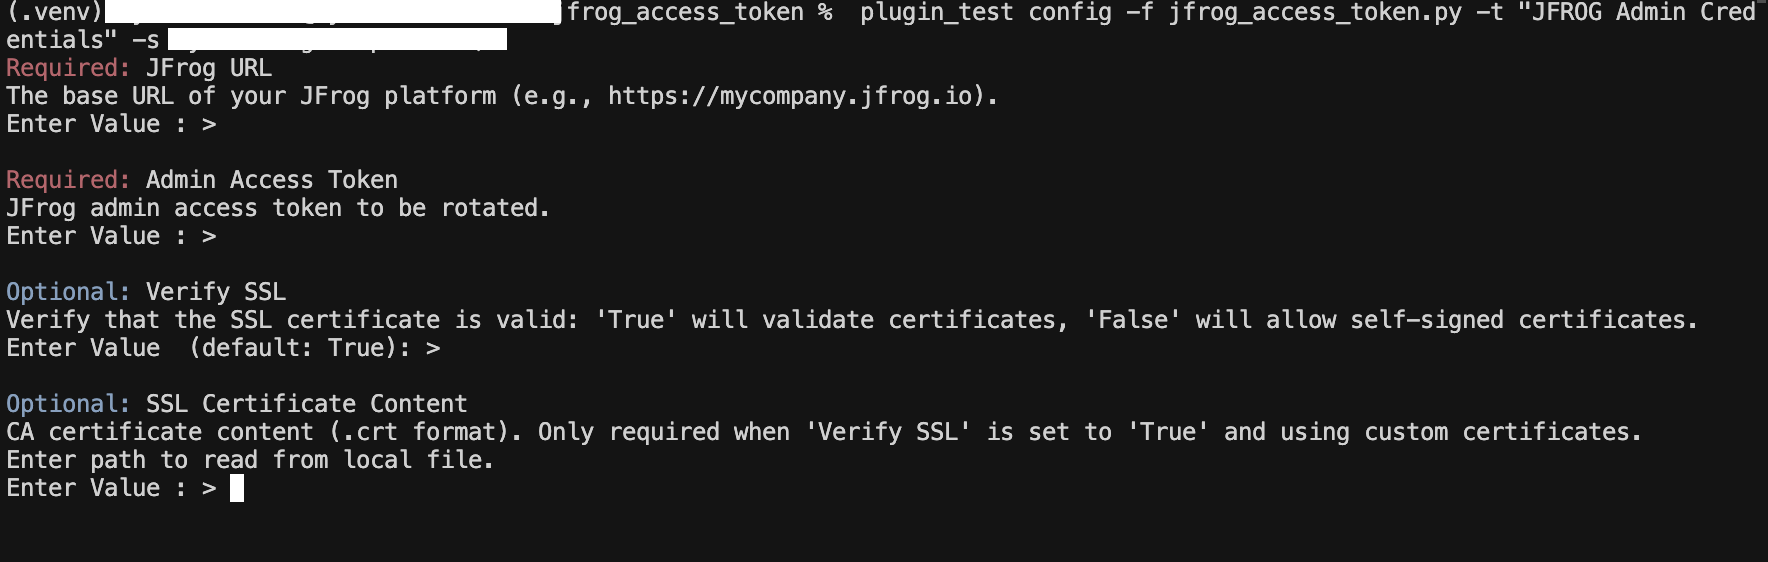 (.venv) jfrog_access_token %  plugin_test config -f jfrog_access_token.py -t "JFROG Admin Cred
entials" -s
Required: JFrog URL
The base URL of your JFrog platform (e.g., https://mycompany.jfrog.io).
Enter Value : >
Required: Admin Access Token
JFrog admin access token to be rotated.
Enter Value : >
Optional: Verify SSL
Verify that the SSL certificate is valid: 'True' will validate certificates, 'False' will allow self-signed certificates.
Enter Value  (default: True): >
Optional: SSL Certificate Content
CA certificate content (.crt format). Only required when 'Verify SSL' is set to 'True' and using custom certificates.
Enter path to read from local file.
Enter Value : >